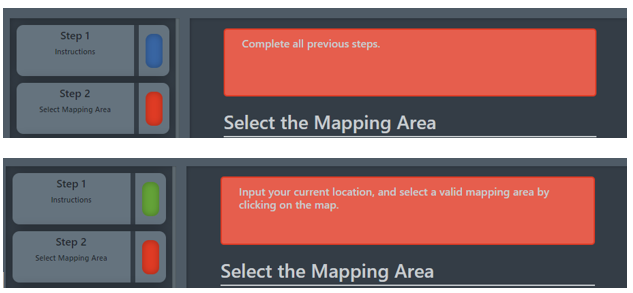 Step 1
Instructions
Step 2
Select Mapping Area
Complete all previous steps.
Select the Mapping Area
Step 1
Instructions
Step 2
Select Mapping Area
Input your current location, and select a valid mapping area by
clicking on the map.
Select the Mapping Area